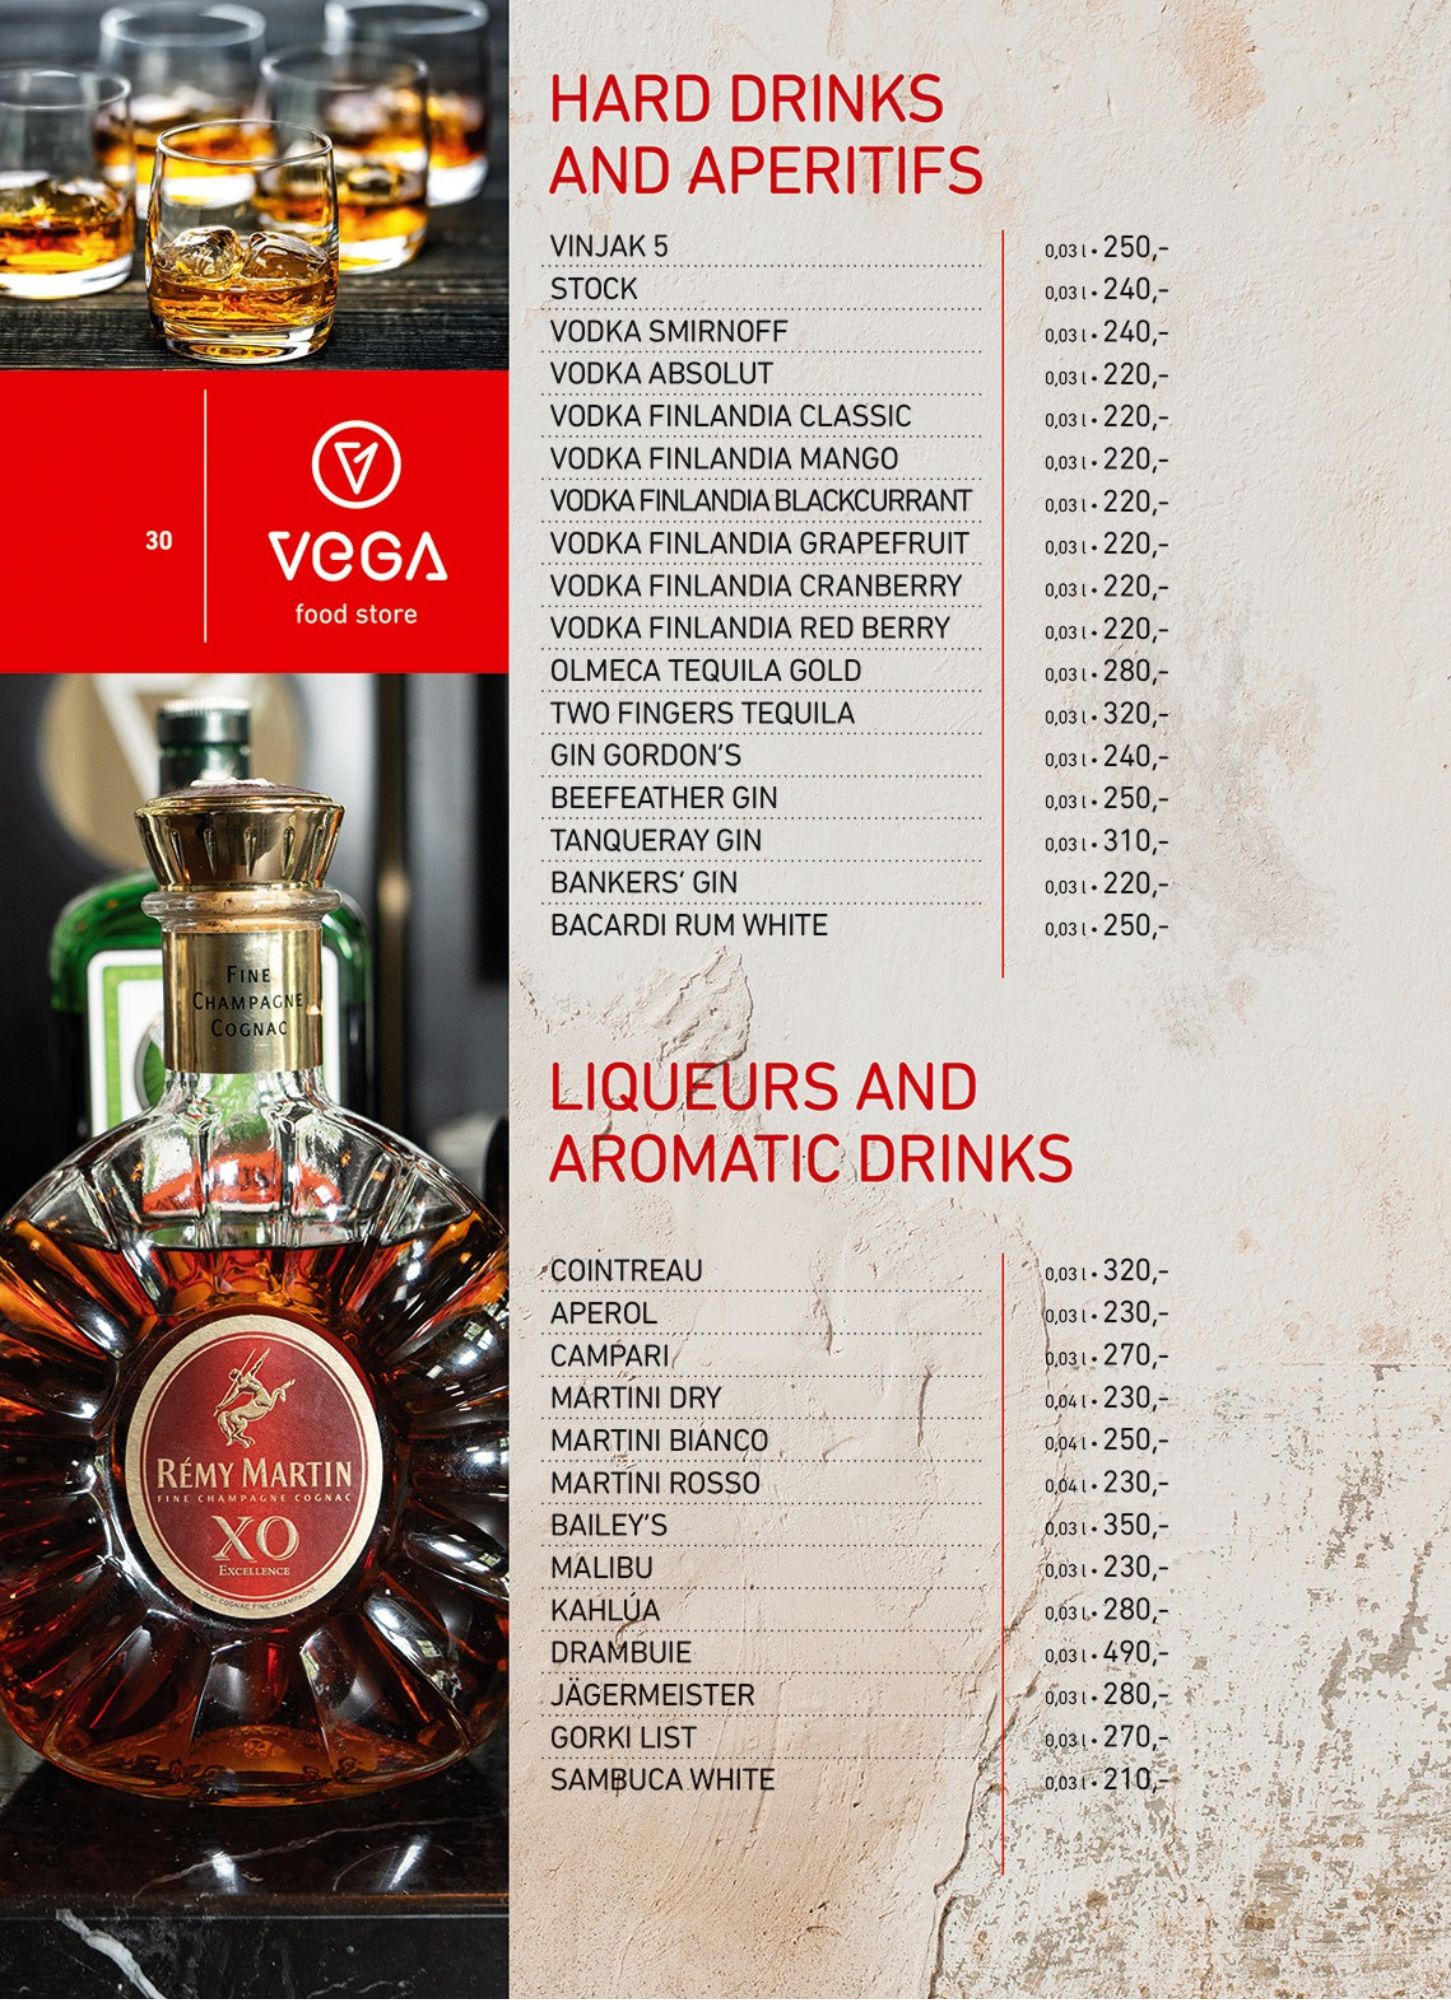 HARD DRINKS
AND APERITIFS
VINJAK 5 0,03 l • 250,-
STOCK 0,03 l • 240,-
VODKA SMIRNOFF 0,03 l • 240,-
VODKA ABSOLUT 0,03 l • 220,-
VODKA FINLANDIA CLASSIC 0,03 l • 220,-
VODKA FINLANDIA MANGO 0,03 l • 220,-
VODKA FINLANDIA BLACKCURRANT 0,03 l • 220,-
VODKA FINLANDIA GRAPEFRUIT 0,03 l • 220,-
VODKA FINLANDIA CRANBERRY 0,03 l • 220,-
VODKA FINLANDIA RED BERRY 0,03 l • 220,-
OLMECA TEQUILA GOLD 0,03 l • 280,-
TWO FINGERS TEQUILA 0,03 l • 320,-
GIN GORDON'S 0,03 l • 240,-
BEEFEATHER GIN 0,03 l • 250,-
TANQUERAY GIN 0,03 l • 310,-
BANKERS' GIN 0,03 l • 220,-
BACARDI RUM WHITE 0,03 l • 250,-
LIQUEURS AND
AROMATIC DRINKS
COINTREAU 0,03 l • 320,-
APEROL 0,03 l • 230,-
CAMPARI 0,03 l • 270,-
MARTINI DRY 0,04 l • 230,-
MARTINI BIANCO 0,04 l • 250,-
MARTINI ROSSO 0,04 l • 230,-
BAILEY'S 0,03 l • 350,-
MALIBU 0,03 l • 230,-
KAHLÚA 0,03 l • 280,-
DRAMBUIE 0,03 l • 490,-
JÄGERMEISTER 0,03 l • 280,-
GORKI LIST 0,03 l • 270,-
SAMBUCA WHITE 0,03 l • 210,-
30
VEGA
food store
FINE
CHAMPAGNE
COGNAC
RÉMY MARTIN
FINE CHAMPAGNE COGNAC
XO
EXCELLENCE
COGNAC FINE CHAMPAGNE